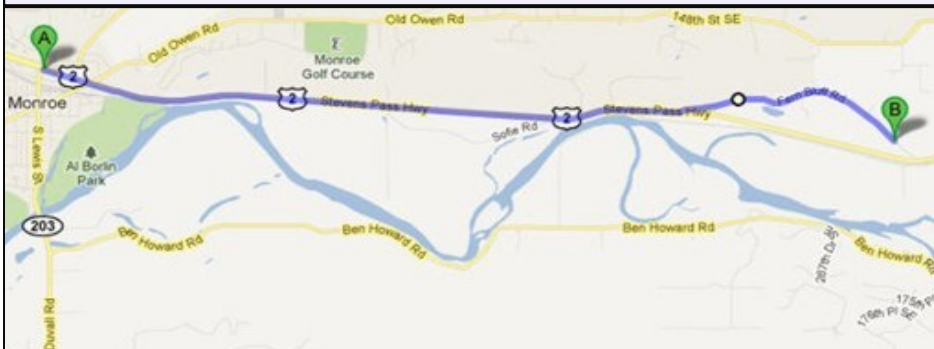 Old Owen Rd
148th St SE
A
Old Owen Rd
Monroe
Golf Course
2
2
Monroe
Stevens Pass Hwy
2
Stevens Pass Hwy
Fern Bluff Rd
B
Sofie Rd
S Lewis St
Al Borlin
Park
203
Ben Howard Rd
Ben Howard Rd
Ben Howard Rd
267th Dr SE
Ben Howard Rd
Duvall Rd
175th
176th Pl SE